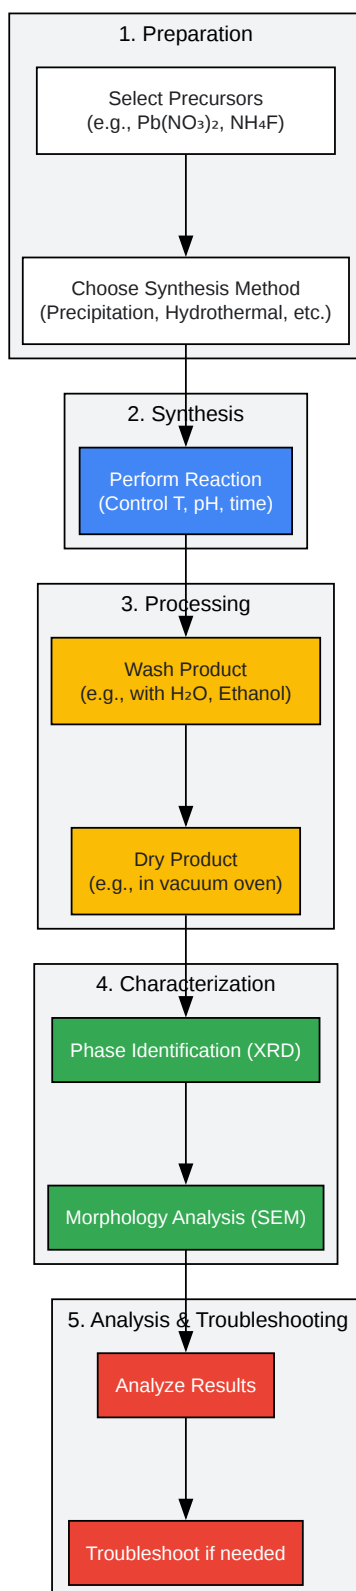 1. Preparation
Select Precursors
(e.g., Pb(NO₃)₂, NH₄F)
Choose Synthesis Method
(Precipitation, Hydrothermal, etc.)
2. Synthesis
Perform Reaction
(Control T, pH, time)
3. Processing
Wash Product
(e.g., with H₂O, Ethanol)
Dry Product
(e.g., in vacuum oven)
4. Characterization
Phase Identification (XRD)
Morphology Analysis (SEM)
5. Analysis & Troubleshooting
Analyze Results
Troubleshoot if needed